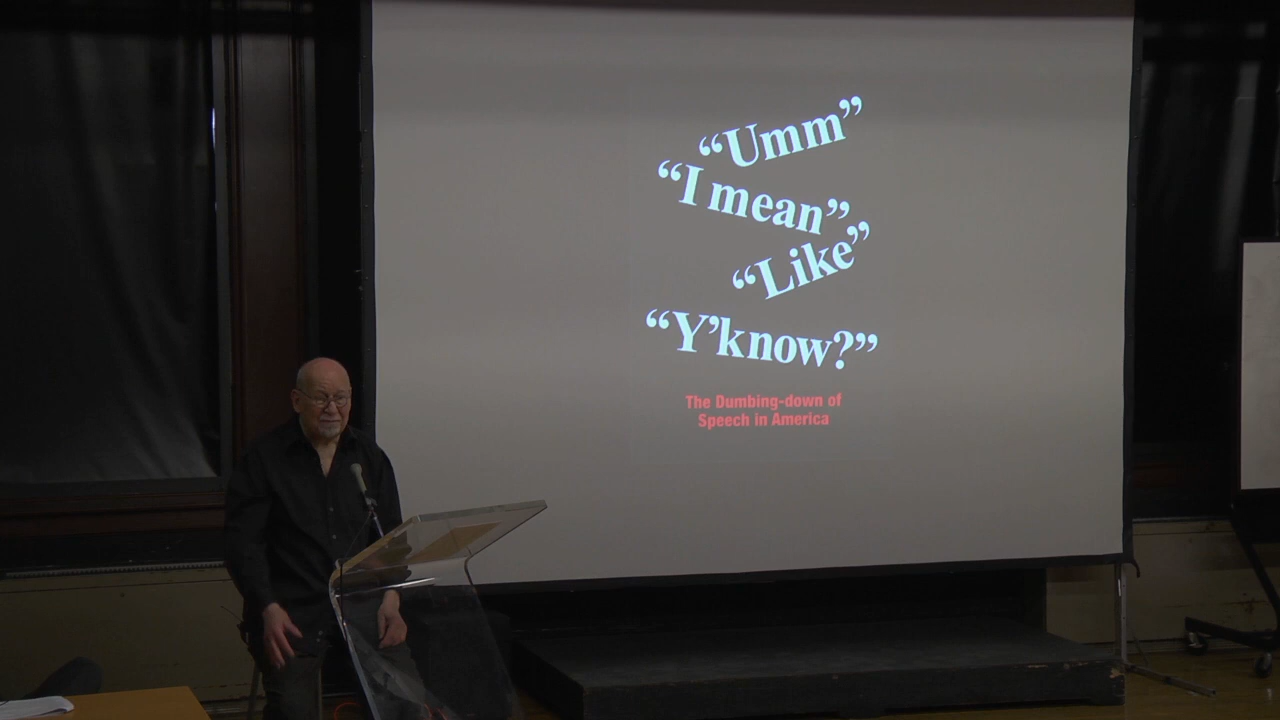 “Umm”
“I mean”
“Like”
“Y’know?”
The Dumbing-down of
Speech in America